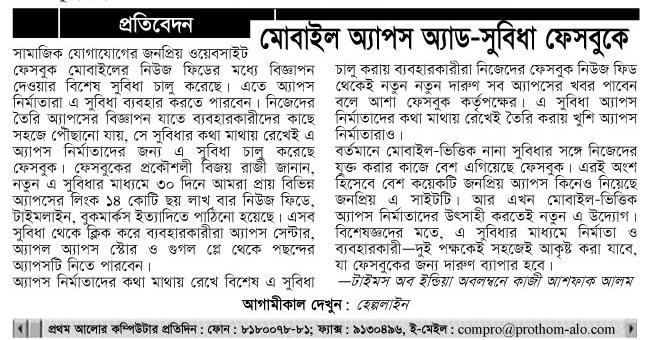 প্রতিবেদন
মোবাইল অ্যাপস অ্যাড-সুবিধা ফেসবুকে
সামাজিক যোগাযোগের জনপ্রিয় ওয়েবসাইট
ফেসবুক মোবাইলের নিউজ ফিডের মধ্যে বিজ্ঞাপন
দেওয়ার বিশেষ সুবিধা চালু করেছে। এতে অ্যাপস
নির্মাতারা এ সুবিধা ব্যবহার করতে পারবেন। নিজেদের
তৈরি অ্যাপসের বিজ্ঞাপন যাতে ব্যবহারকারীদের কাছে
সহজে পৌছানো যায়, সে সুবিধার কথা মাথায় রেখেই এ
অ্যাপস নির্মাতাদের জন্য এ সুবিধা চালু করেছে
ফেসবুক। ফেসবুকের প্রকৌশলী বিজয় রাজী জানান,
নতুন এ সুবিধার মাধ্যমে ৩০ দিনে আমরা প্রায় বিভিন্ন
অ্যাপসের লিংক ১৪ কোটি ছয় লাখ বার নিউজ ফিডে,
টাইমলাইন, বুকমার্কস ইত্যাদিতে পাঠিনো হয়েছে। এসব
সুবিধা থেকে ক্লিক করে ব্যবহারকারীরা অ্যাপস সেন্টার,
অ্যাপল অ্যাপস স্টোর ও গুগল প্লে থেকে পছন্দের
অ্যাপসটি নিতে পারবেন।
অ্যাপস নির্মাতাদের কথা মাথায় রেখে বিশেষ এ সুবিধা
চালু করায় ব্যবহারকারীরা নিজেদের ফেসবুক নিউজ ফিড
থেকেই নতুন নতুন দারুণ সব অ্যাপসের খবর পাবেন
বলে আশা ফেসবুক কর্তৃপক্ষের। এ সুবিধা অ্যাপস
নির্মাতাদের কথা মাথায় রেখেই তৈরি করায় খুশি অ্যাপস
নির্মাতারাও।
বর্তমানে মোবাইল-ভিত্তিক নানা সুবিধার সঙ্গে নিজেদের
যুক্ত করার কাজে বেশ এগিয়েছে ফেসবুক। এরই অংশ
হিসেবে বেশ কয়েকটি জনপ্রিয় অ্যাপস কিনেও নিয়েছে
জনপ্রিয় এ সাইটটি। আর এখন মোবাইল-ভিত্তিক
অ্যাপস নির্মাতাদের উৎসাহী করতেই নতুন এ উদ্যোগ।
বিশেষজ্ঞদের মতে, এ সুবিধার মাধ্যমে নির্মাতা ও
ব্যবহারকারী—দুই পক্ষকেই সহজেই আকৃষ্ট করা যাবে,
যা ফেসবুকের জন্য দারুণ ব্যাপার হবে।
—টাইমস অব ইন্ডিয়া অবলম্বনে কাজী আশফাক আলম
আগামীকাল দেখুন : হেল্পলাইন
প্রথম আলোর কম্পিউটার প্রতিদিন : ফোন : ৮১৮০০৭৮-৮১; ফ্যাক্স : ৯১৩০৪৯৬, ই-মেইল : compro@prothom-alo.com